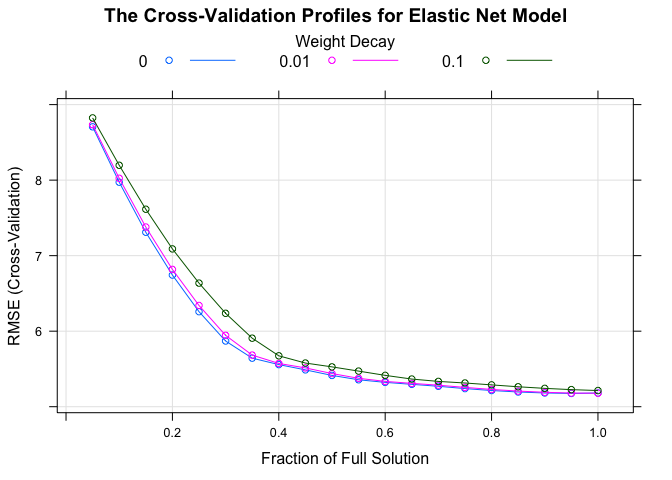 The Cross-Validation Profiles for Elastic Net Model
Weight Decay
0 0.01 0.1
RMSE (Cross-Validation)
8
7
6
0.2 0.4 0.6 0.8 1.0
Fraction of Full Solution